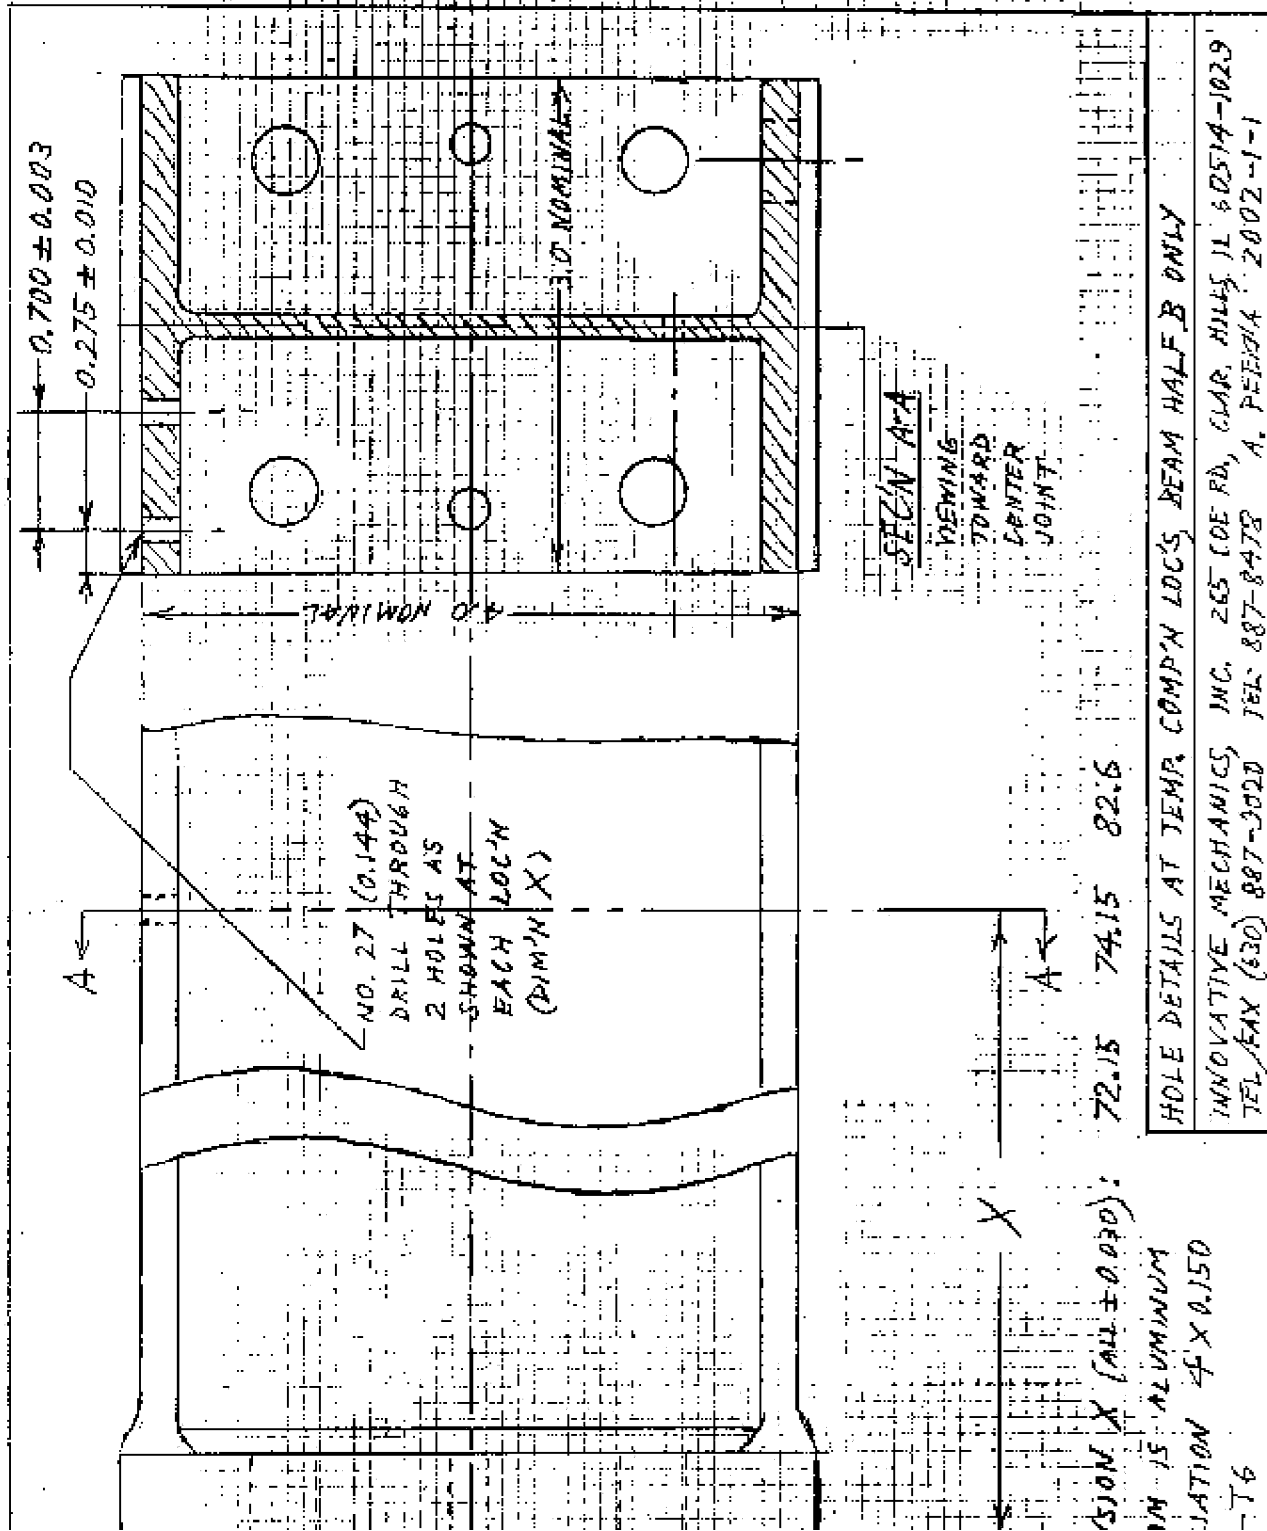 0.700 ± 0.003
0.275 ± 0.010
3.0 NOMINAL
4.0 NOMINAL
SEC'N A-A
VIEWING
TOWARD
CENTER
JOINT
A
NO. 27 (0.144)
DRILL THROUGH
2 HOLES AS
SHOWN AT
EACH LOC'N
(DIM'N X)
A
X
SION X (ALL ± 0.030): 72.15 74.15 82.6
IS ALUMINUM
4 X 0.150
-T6
HOLE DETAILS AT TEMP. COMP'N LOC'S, BEAM HALF B ONLY
INNOVATIVE MECHANICS, INC. 265 COE RD., CLAR. HILLS IL 60514-1029
TEL/FAX (630) 887-3020 TEL: 887-8473 A. 2002-1-1